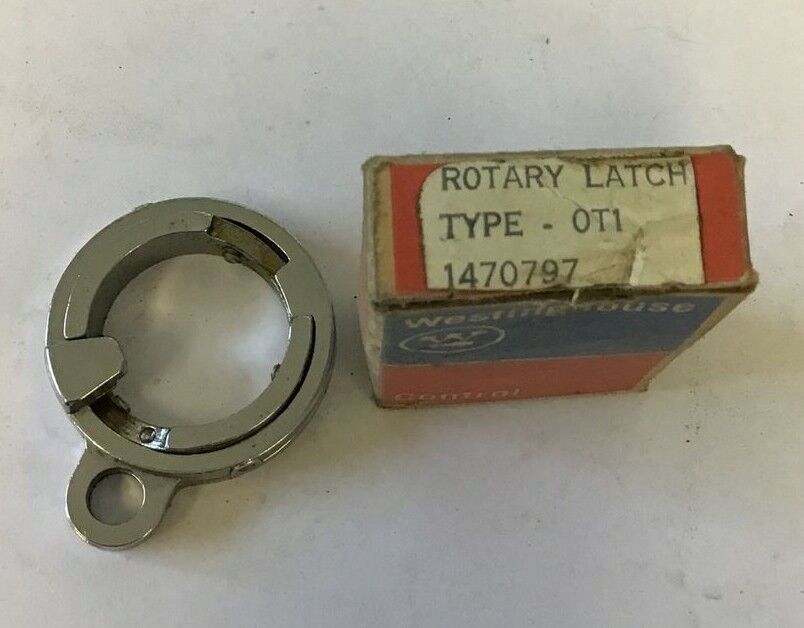 ROTARY LATCH
TYPE - OT1
1470797
Westinghouse
W
Control